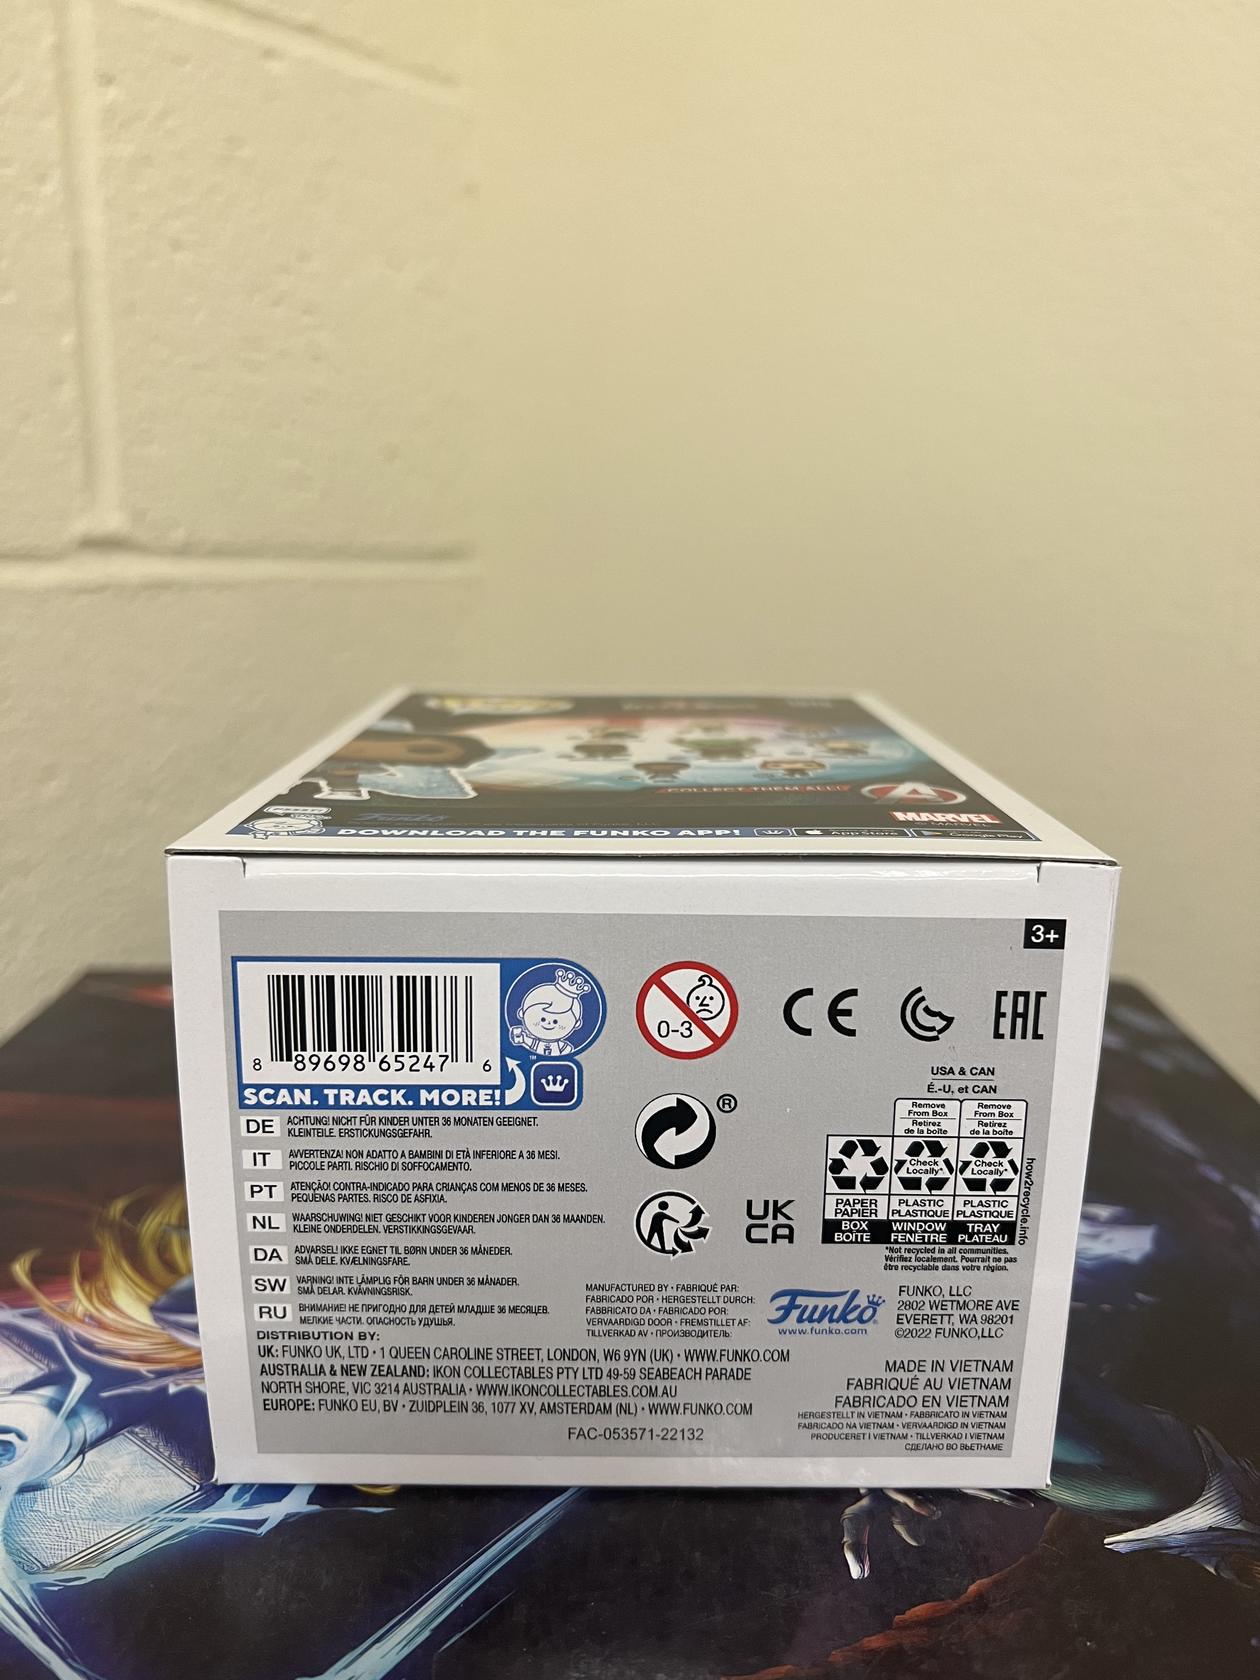 COLLECT THEM ALL!
Funko
MARVEL
© MARVEL
DOWNLOAD THE FUNKO APP!
App Store
Google Play
3+
8 89698 65247 6
™
SCAN. TRACK. MORE!
0-3
CE
EAC
®
UK
CA
USA & CAN
É.-U, et CAN
Remove From Box
Retirez de la boîte
Remove From Box
Retirez de la boîte
Check Locally*
Check Locally*
PAPER
PAPIER
PLASTIC
PLASTIQUE
PLASTIC
PLASTIQUE
BOX
BOÎTE
WINDOW
FENÊTRE
TRAY
PLATEAU
how2recycle.info
*Not recycled in all communities.
Vérifiez localement. Pourrait ne pas
être recyclable dans votre région.
DE ACHTUNG! NICHT FÜR KINDER UNTER 36 MONATEN GEEIGNET.
KLEINTEILE. ERSTICKUNGSGEFAHR.
IT AVVERTENZA! NON ADATTO A BAMBINI DI ETÀ INFERIORE A 36 MESI.
PICCOLE PARTI. RISCHIO DI SOFFOCAMENTO.
PT ATENÇÃO! CONTRA-INDICADO PARA CRIANÇAS COM MENOS DE 36 MESES.
PEQUENAS PARTES. RISCO DE ASFIXIA.
NL WAARSCHUWING! NIET GESCHIKT VOOR KINDEREN JONGER DAN 36 MAANDEN.
KLEINE ONDERDELEN. VERSTIKKINGSGEVAAR.
DA ADVARSEL! IKKE EGNET TIL BØRN UNDER 36 MÅNEDER.
SMÅ DELE. KVÆLNINGSFARE.
SW VARNING! INTE LÄMPLIG FÖR BARN UNDER 36 MÅNADER.
SMÅ DELAR. KVÄVNINGSRISK.
RU ВНИМАНИЕ! НЕ ПРИГОДНО ДЛЯ ДЕТЕЙ МЛАДШЕ 36 МЕСЯЦЕВ.
МЕЛКИЕ ЧАСТИ. ОПАСНОСТЬ УДУШЬЯ.
MANUFACTURED BY • FABRIQUÉ PAR:
FABRICADO POR • HERGESTELLT DURCH:
FABBRICATO DA • FABRICADO POR:
VERVAARDIGD DOOR • FREMSTILLET AF:
TILLVERKAD AV • ПРОИЗВОДИТЕЛЬ:
Funko®
www.funko.com
FUNKO, LLC
2802 WETMORE AVE
EVERETT, WA 98201
©2022 FUNKO,LLC
DISTRIBUTION BY:
UK: FUNKO UK, LTD • 1 QUEEN CAROLINE STREET, LONDON, W6 9YN (UK) • WWW.FUNKO.COM
AUSTRALIA & NEW ZEALAND: IKON COLLECTABLES PTY LTD 49-59 SEABEACH PARADE
NORTH SHORE, VIC 3214 AUSTRALIA • WWW.IKONCOLLECTABLES.COM.AU
EUROPE: FUNKO EU, BV • ZUIDPLEIN 36, 1077 XV, AMSTERDAM (NL) • WWW.FUNKO.COM
FAC-053571-22132
MADE IN VIETNAM
FABRIQUÉ AU VIETNAM
FABRICADO EN VIETNAM
HERGESTELLT IN VIETNAM • FABBRICATO IN VIETNAM
FABRICADO NA VIETNAM • VERVAARDIGD IN VIETNAM
PRODUCERET I VIETNAM • TILLVERKAD I VIETNAM
СДЕЛАНО ВО ВЬЕТНАМЕ